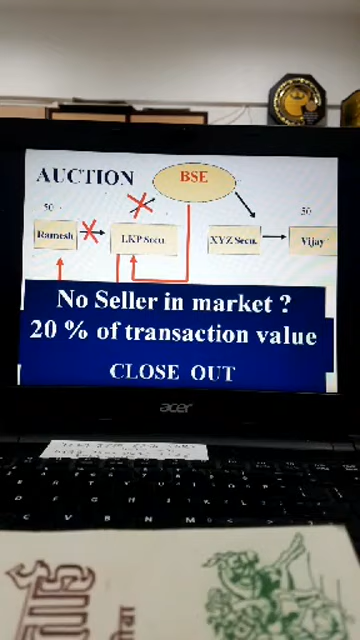 AUCTION
BSE
50
50
Ramesh
LKP Secu.
XYZ Secu.
Vijay
No Seller in market ?
20 % of transaction value
CLOSE OUT
acer